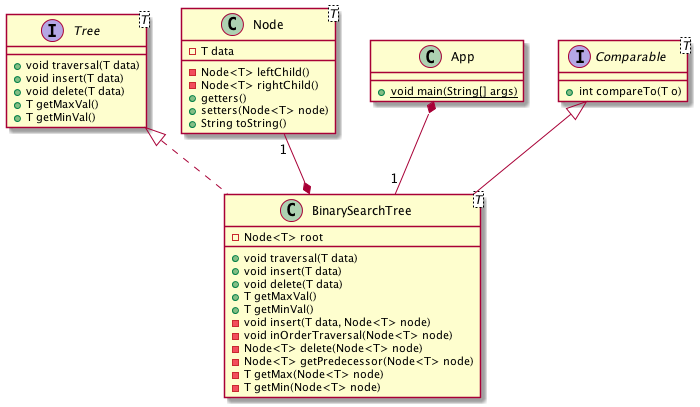 I Tree T
void traversal(T data)
void insert(T data)
void delete(T data)
T getMaxVal()
T getMinVal()
C Node T
T data
Node<T> leftChild()
Node<T> rightChild()
getters()
setters(Node<T> node)
String toString()
C App
void main(String[] args)
I Comparable T
int compareTo(T o)
1
1
C BinarySearchTree T
Node<T> root
void traversal(T data)
void insert(T data)
void delete(T data)
T getMaxVal()
T getMinVal()
void insert(T data, Node<T> node)
void inOrderTraversal(Node<T> node)
Node<T> delete(Node<T> node)
Node<T> getPredecessor(Node<T> node)
T getMax(Node<T> node)
T getMin(Node<T> node)